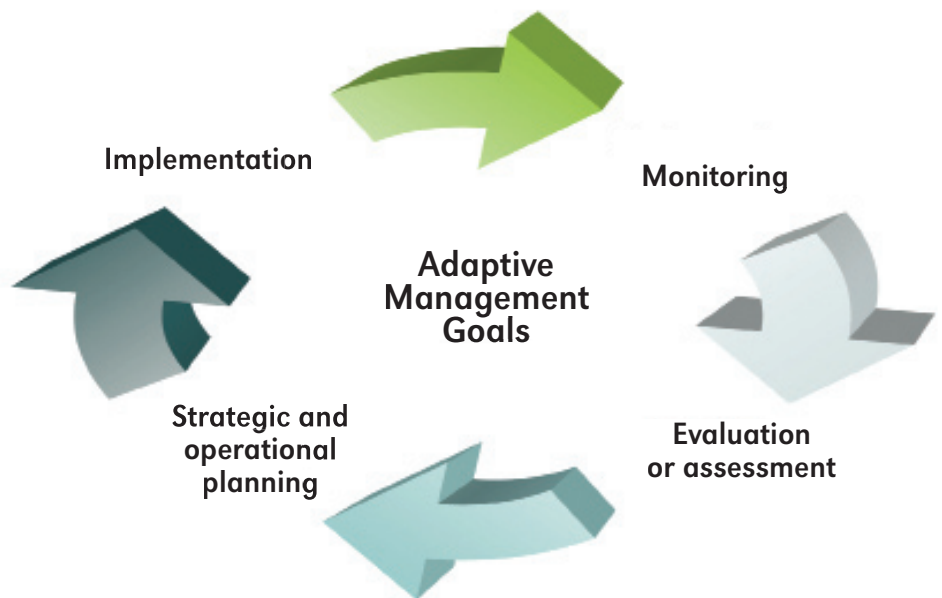 Implementation
Monitoring
Adaptive
Management
Goals
Strategic and
operational
planning
Evaluation
or assessment